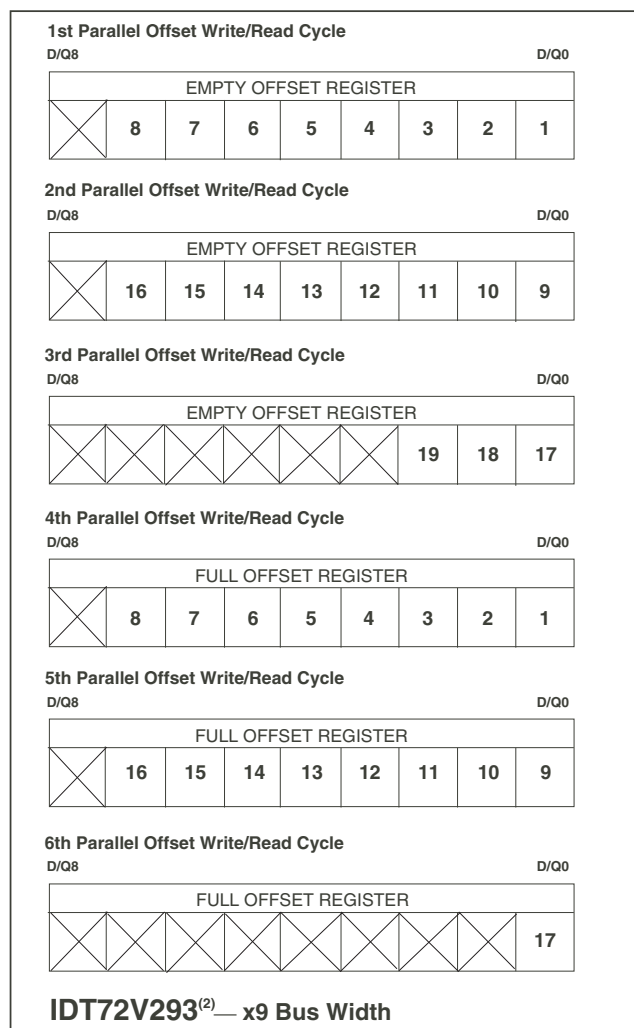 1st Parallel Offset Write/Read Cycle
D/Q8 D/Q0
EMPTY OFFSET REGISTER
8 7 6 5 4 3 2 1
2nd Parallel Offset Write/Read Cycle
D/Q8 D/Q0
EMPTY OFFSET REGISTER
16 15 14 13 12 11 10 9
3rd Parallel Offset Write/Read Cycle
D/Q8 D/Q0
EMPTY OFFSET REGISTER
19 18 17
4th Parallel Offset Write/Read Cycle
D/Q8 D/Q0
FULL OFFSET REGISTER
8 7 6 5 4 3 2 1
5th Parallel Offset Write/Read Cycle
D/Q8 D/Q0
FULL OFFSET REGISTER
16 15 14 13 12 11 10 9
6th Parallel Offset Write/Read Cycle
D/Q8 D/Q0
FULL OFFSET REGISTER
17
IDT72V293(2)— x9 Bus Width